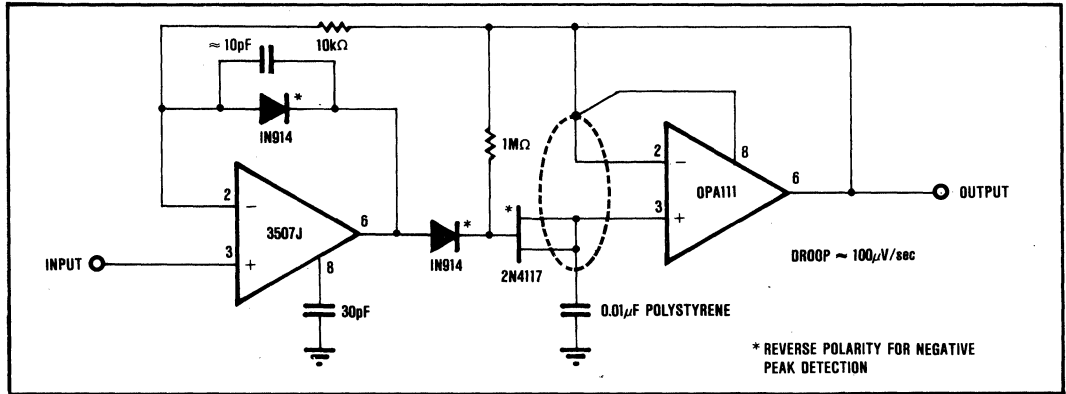 10kΩ
≈ 10pF
*
IN914
1MΩ
2
−
3507J
6
3
+
8
INPUT
30pF
*
IN914
*
2N4117
2
−
8
OPA111
6
3
+
OUTPUT
DROOP ~ 100μV/sec
0.01μF POLYSTYRENE
* REVERSE POLARITY FOR NEGATIVE
PEAK DETECTION